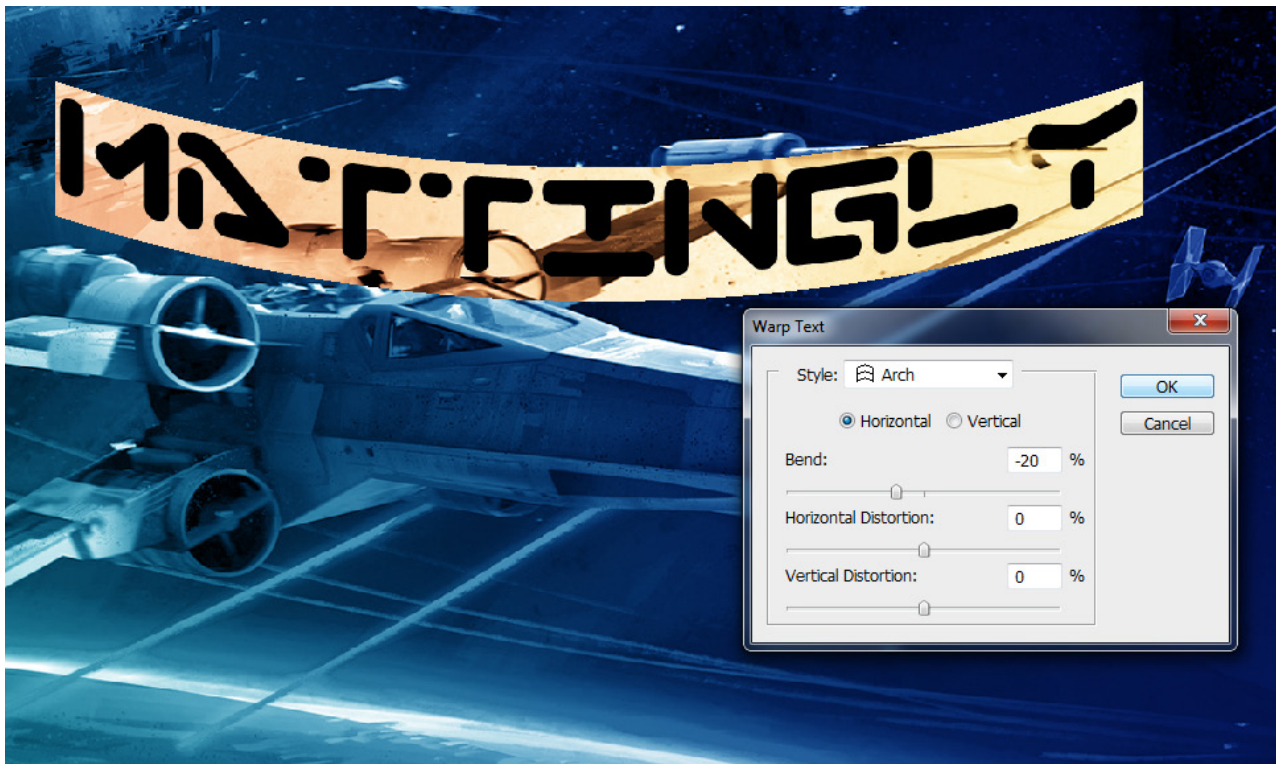 MATTINGLY
Warp Text
Style: Arch
Horizontal Vertical
OK
Cancel
Bend: -20 %
Horizontal Distortion: 0 %
Vertical Distortion: 0 %